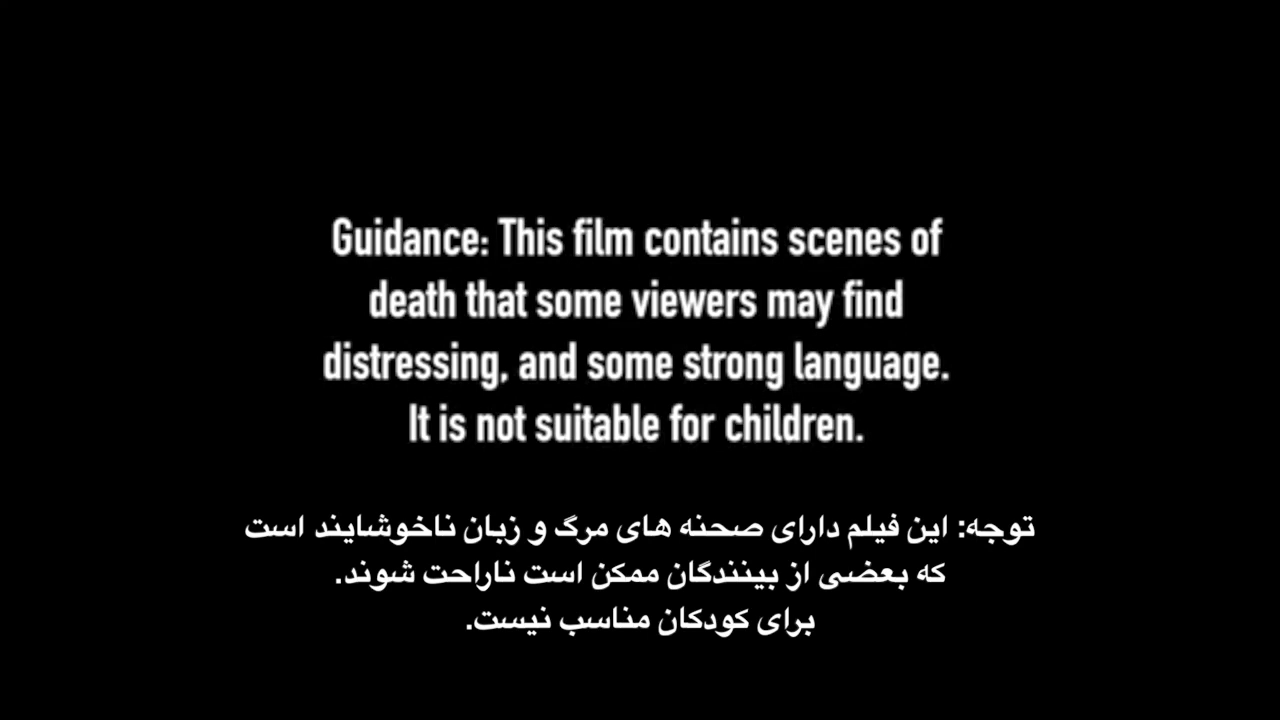 Guidance: This film contains scenes of
death that some viewers may find
distressing, and some strong language.
It is not suitable for children.
توجه: این فیلم دارای صحنه های مرگ و زبان ناخوشایند است
که بعضی از بینندگان ممکن است ناراحت شوند.
برای کودکان مناسب نیست.